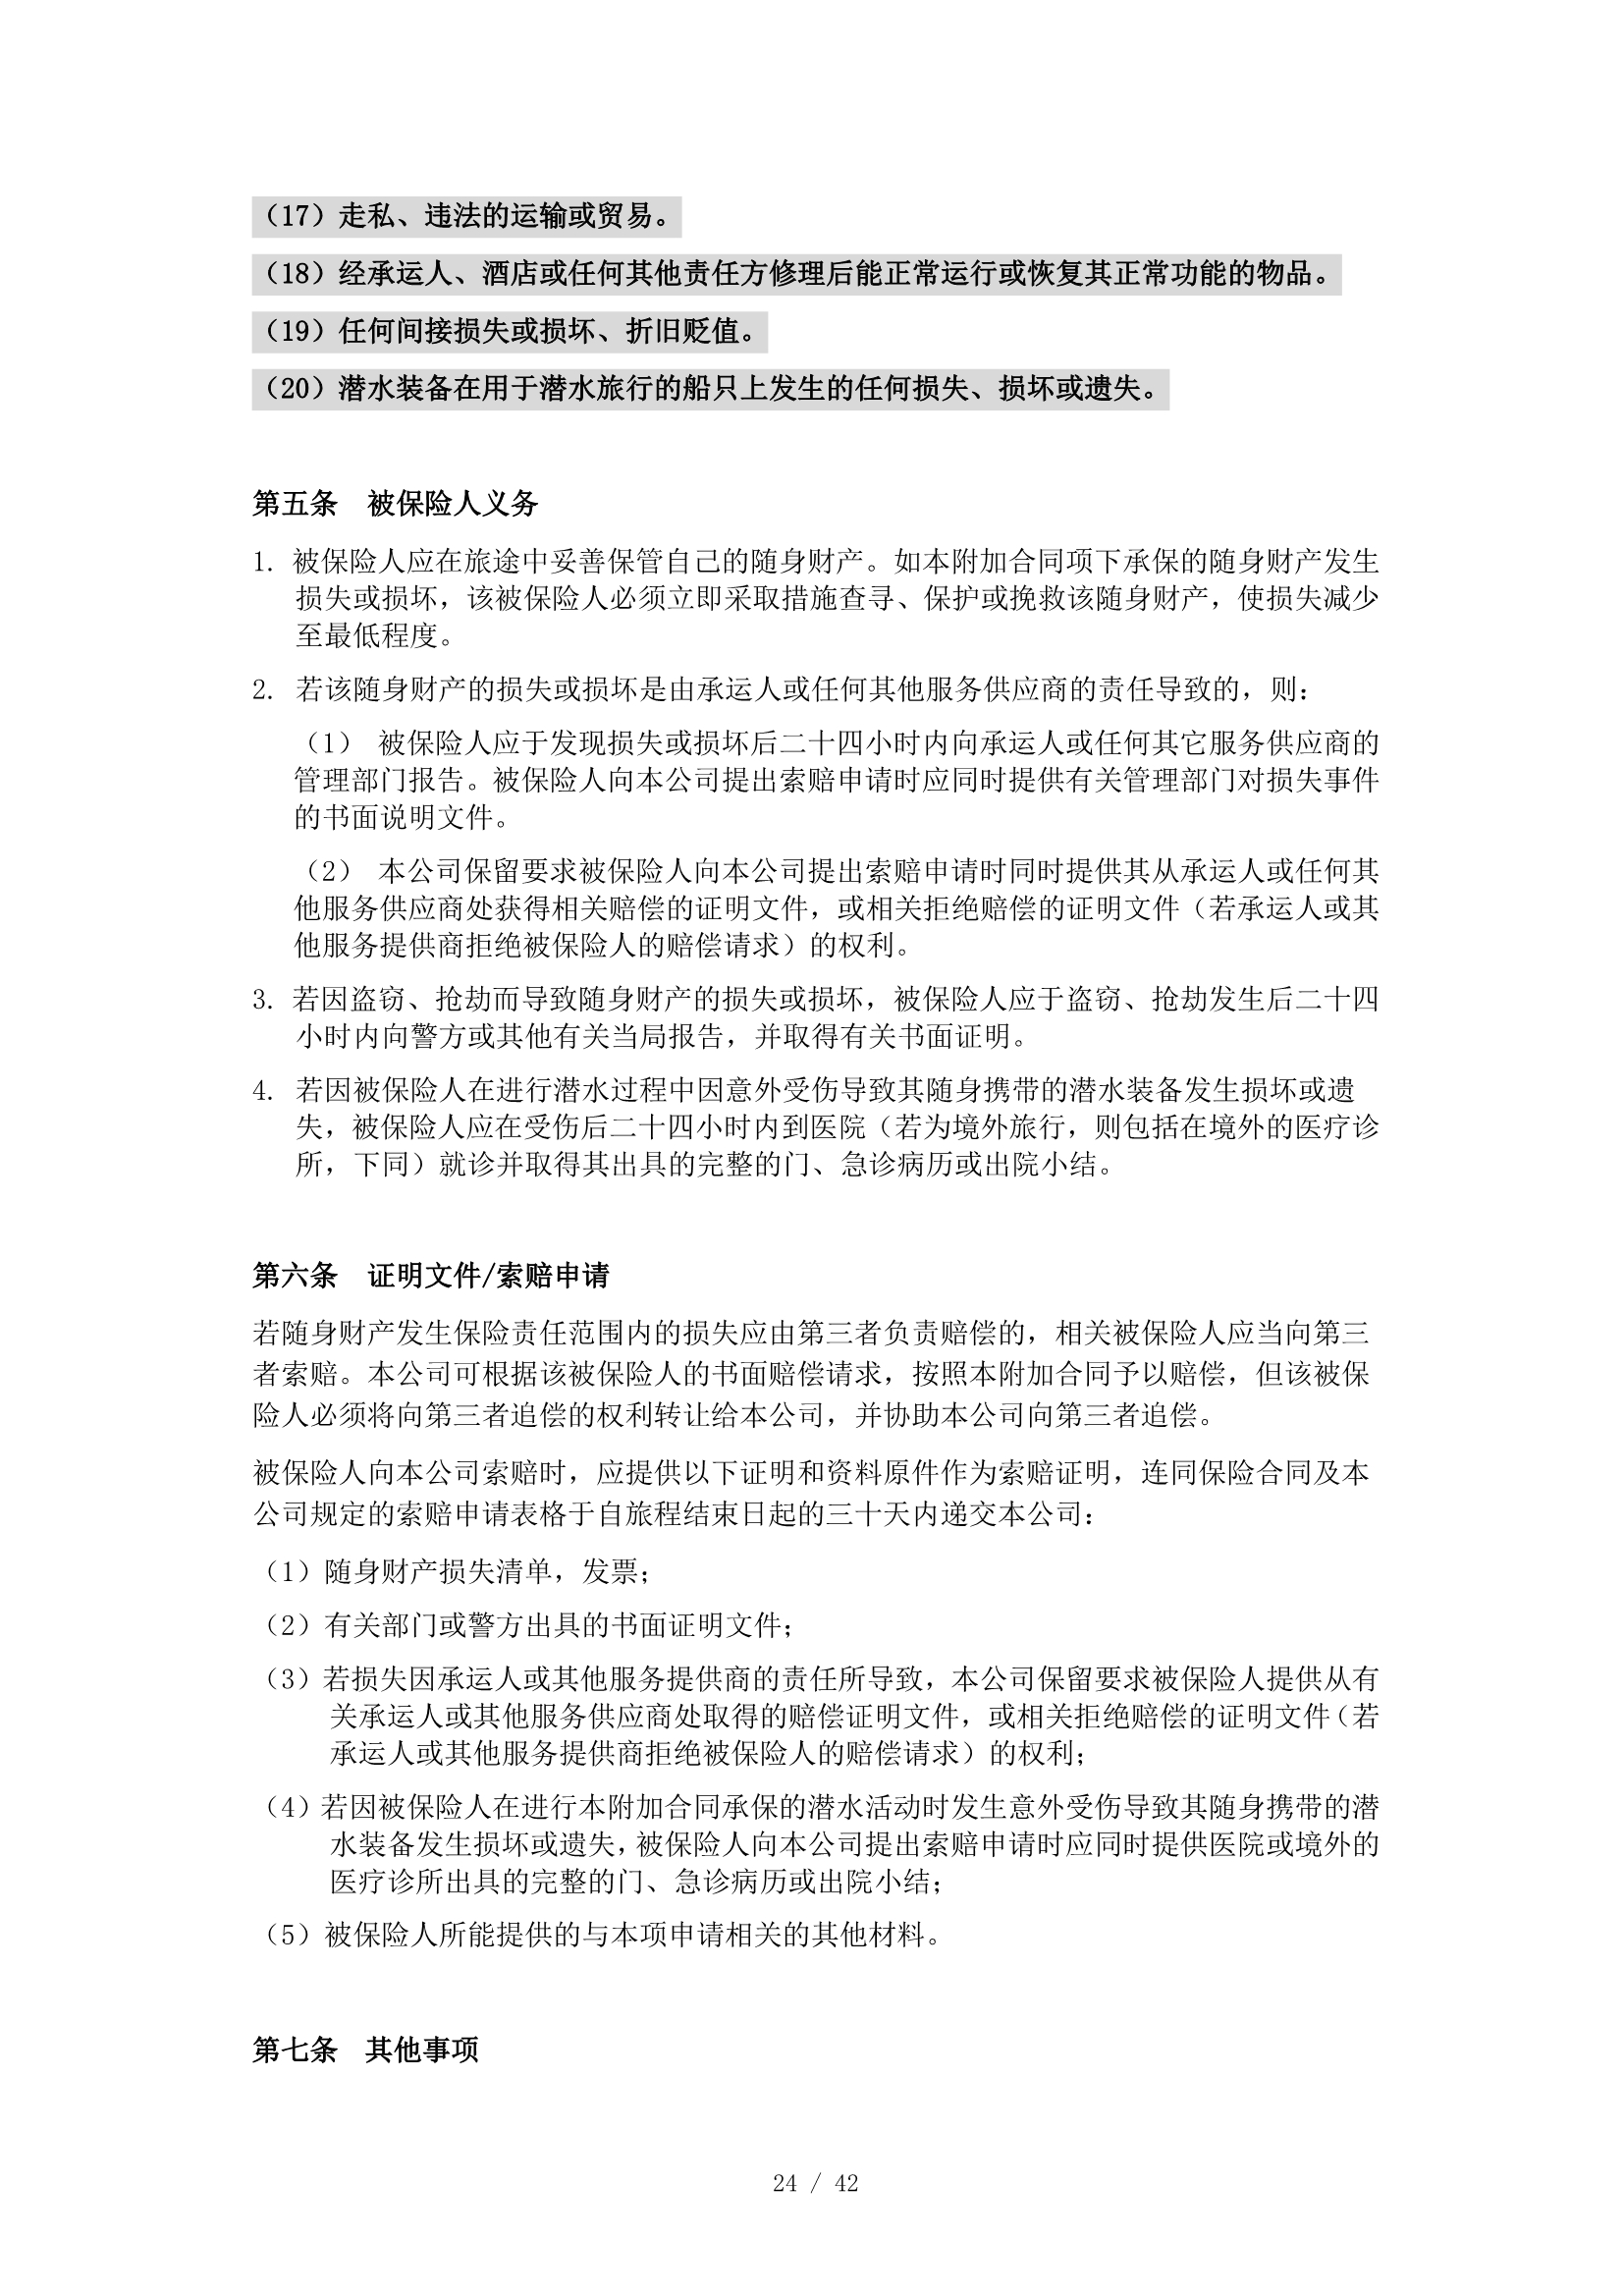 （17）走私、违法的运输或贸易。
（18）经承运人、酒店或任何其他责任方修理后能正常运行或恢复其正常功能的物品。
（19）任何间接损失或损坏、折旧贬值。
（20）潜水装备在用于潜水旅行的船只上发生的任何损失、损坏或遗失。
第五条　被保险人义务
1. 被保险人应在旅途中妥善保管自己的随身财产。如本附加合同项下承保的随身财产发生
损失或损坏，该被保险人必须立即采取措施查寻、保护或挽救该随身财产，使损失减少
至最低程度。
2. 若该随身财产的损失或损坏是由承运人或任何其他服务供应商的责任导致的，则：
（1） 被保险人应于发现损失或损坏后二十四小时内向承运人或任何其它服务供应商的
管理部门报告。被保险人向本公司提出索赔申请时应同时提供有关管理部门对损失事件
的书面说明文件。
（2） 本公司保留要求被保险人向本公司提出索赔申请时同时提供其从承运人或任何其
他服务供应商处获得相关赔偿的证明文件，或相关拒绝赔偿的证明文件（若承运人或其
他服务提供商拒绝被保险人的赔偿请求）的权利。
3. 若因盗窃、抢劫而导致随身财产的损失或损坏，被保险人应于盗窃、抢劫发生后二十四
小时内向警方或其他有关当局报告，并取得有关书面证明。
4. 若因被保险人在进行潜水过程中因意外受伤导致其随身携带的潜水装备发生损坏或遗
失，被保险人应在受伤后二十四小时内到医院（若为境外旅行，则包括在境外的医疗诊
所，下同）就诊并取得其出具的完整的门、急诊病历或出院小结。
第六条　证明文件/索赔申请
若随身财产发生保险责任范围内的损失应由第三者负责赔偿的，相关被保险人应当向第三
者索赔。本公司可根据该被保险人的书面赔偿请求，按照本附加合同予以赔偿，但该被保
险人必须将向第三者追偿的权利转让给本公司，并协助本公司向第三者追偿。
被保险人向本公司索赔时，应提供以下证明和资料原件作为索赔证明，连同保险合同及本
公司规定的索赔申请表格于自旅程结束日起的三十天内递交本公司：
（1）随身财产损失清单，发票；
（2）有关部门或警方出具的书面证明文件；
（3）若损失因承运人或其他服务提供商的责任所导致，本公司保留要求被保险人提供从有
关承运人或其他服务供应商处取得的赔偿证明文件，或相关拒绝赔偿的证明文件（若
承运人或其他服务提供商拒绝被保险人的赔偿请求）的权利；
（4）若因被保险人在进行本附加合同承保的潜水活动时发生意外受伤导致其随身携带的潜
水装备发生损坏或遗失，被保险人向本公司提出索赔申请时应同时提供医院或境外的
医疗诊所出具的完整的门、急诊病历或出院小结；
（5）被保险人所能提供的与本项申请相关的其他材料。
第七条　其他事项
24 / 42